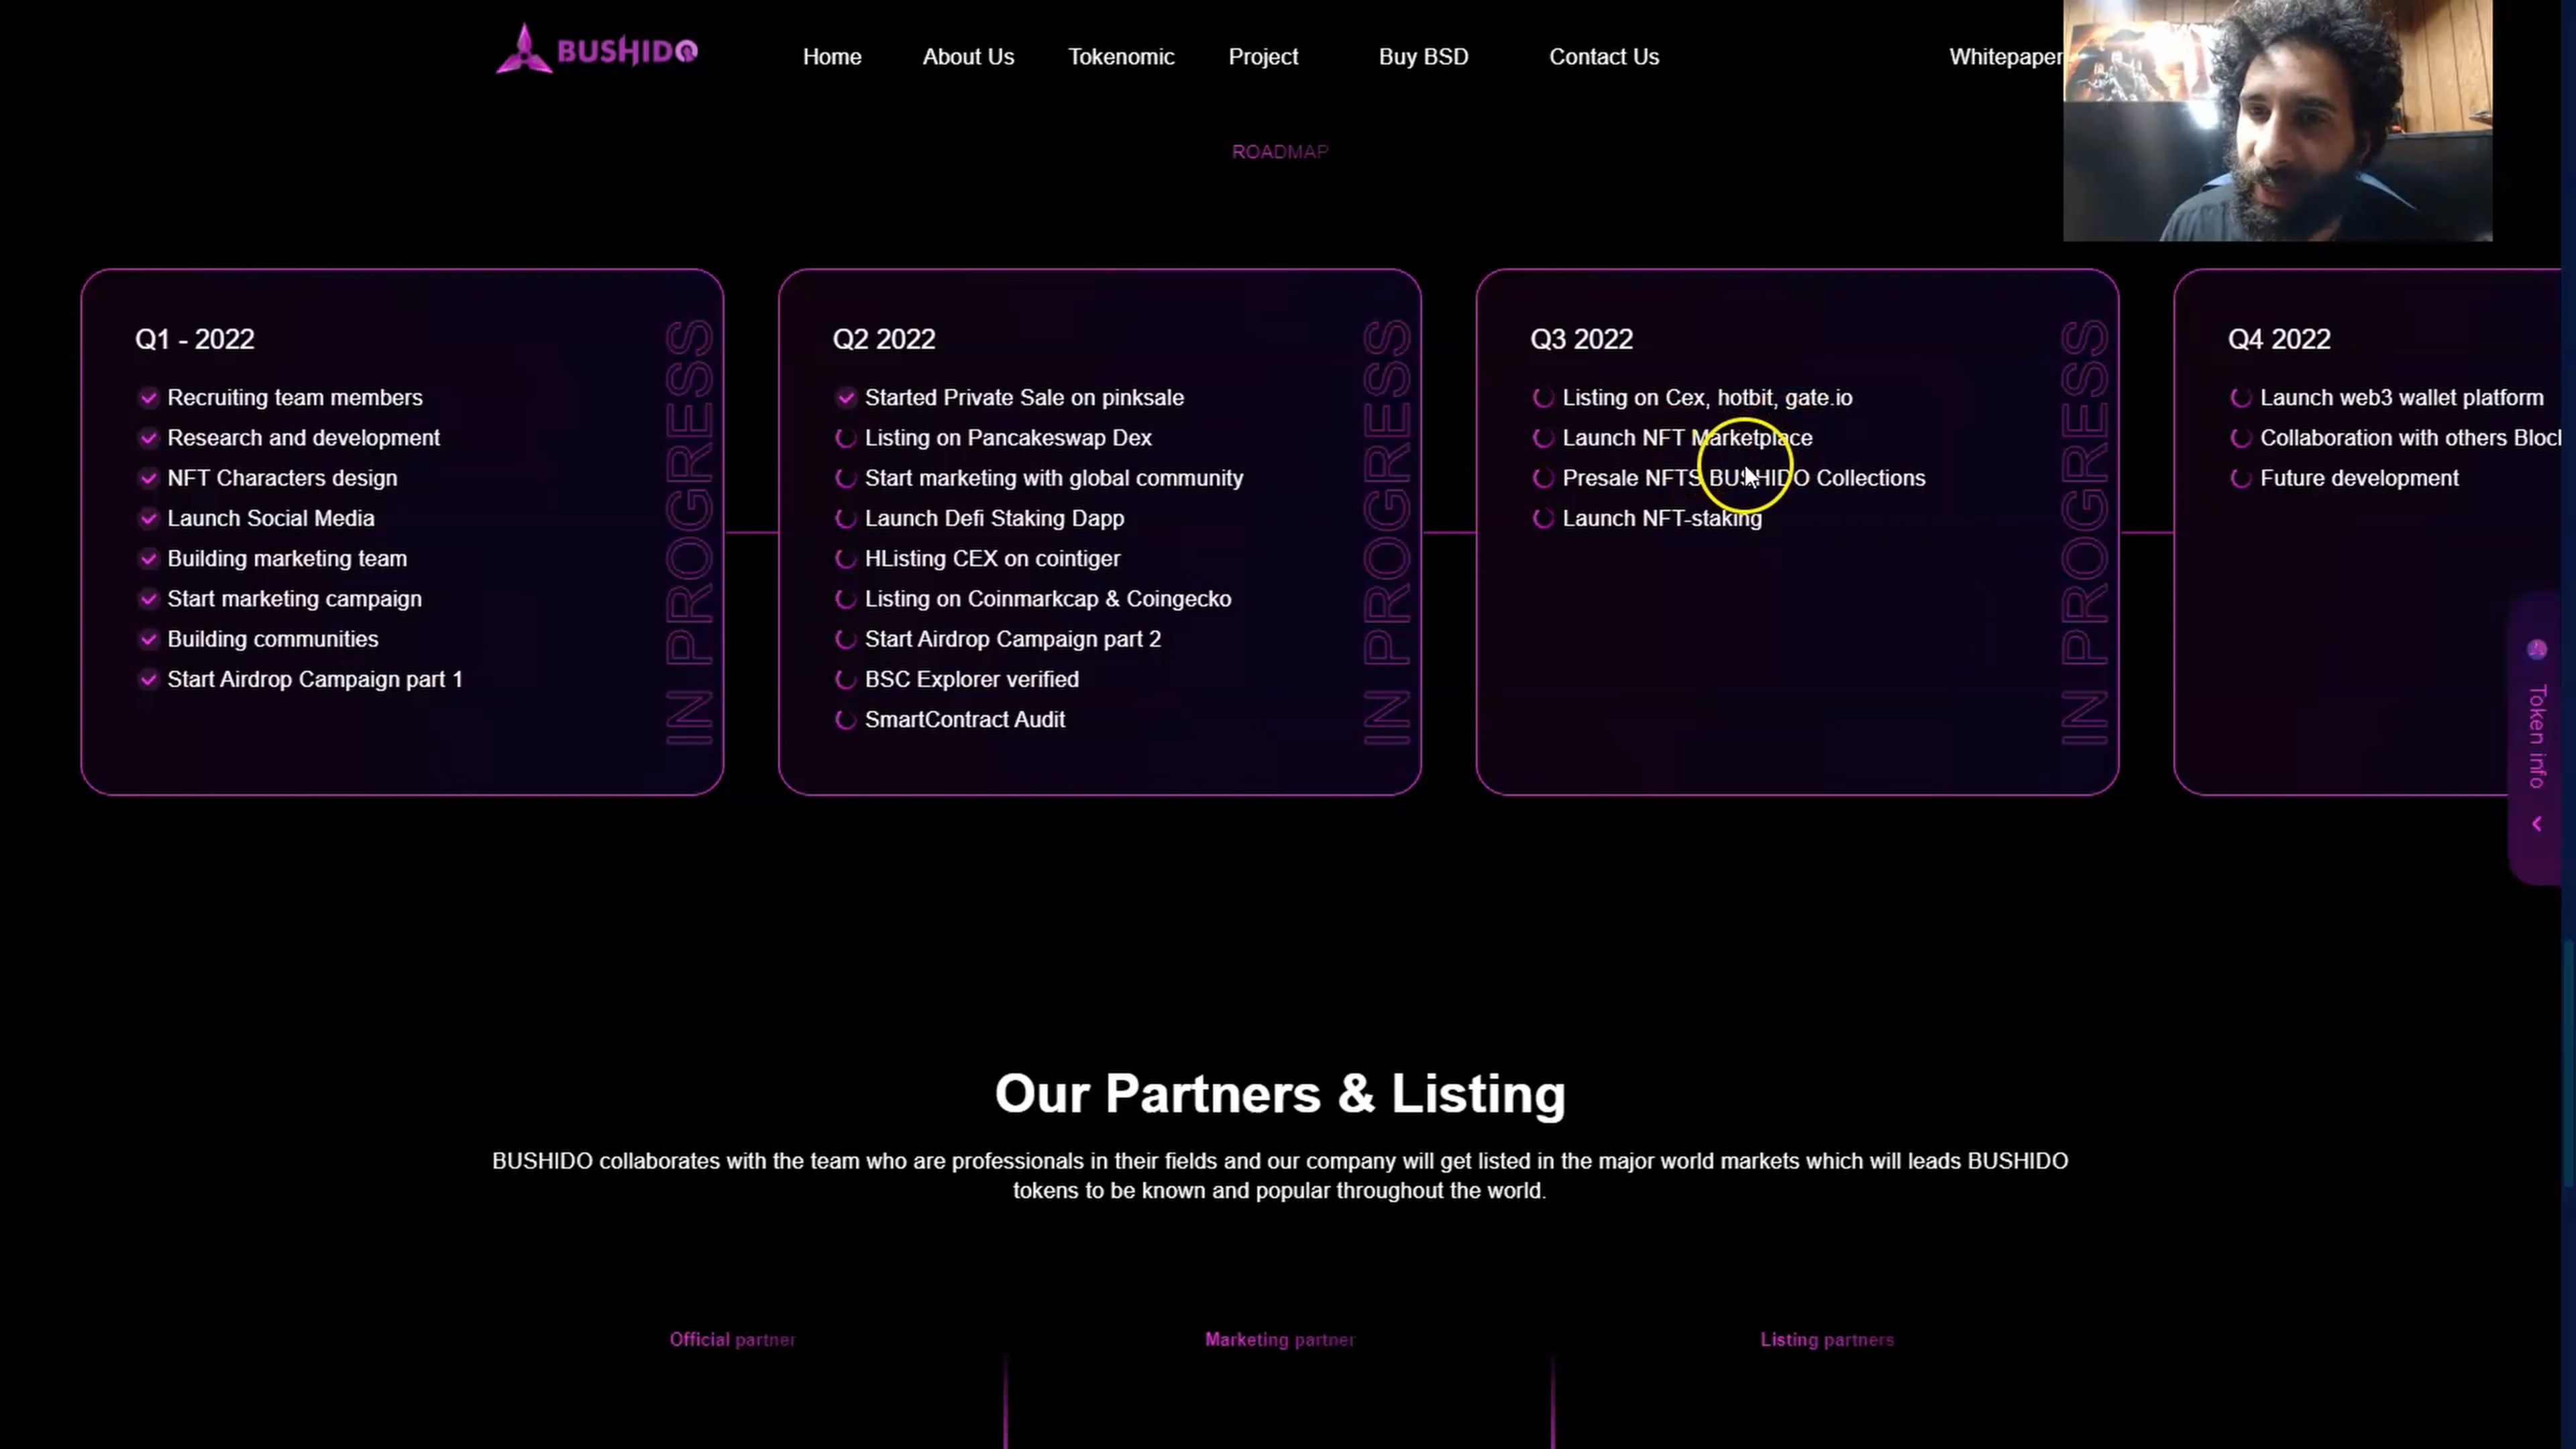 BUSHIDO
Home
About Us
Tokenomic
Project
Buy BSD
Contact Us
Whitepaper
ROADMAP
Q1 - 2022
Recruiting team members
Research and development
NFT Characters design
Launch Social Media
Building marketing team
Start marketing campaign
Building communities
Start Airdrop Campaign part 1
IN PROGRESS
Q2 2022
Started Private Sale on pinksale
Listing on Pancakeswap Dex
Start marketing with global community
Launch Defi Staking Dapp
HListing CEX on cointiger
Listing on Coinmarkcap & Coingecko
Start Airdrop Campaign part 2
BSC Explorer verified
SmartContract Audit
IN PROGRESS
Q3 2022
Listing on Cex, hotbit, gate.io
Launch NFT Marketplace
Presale NFTS BUSHIDO Collections
Launch NFT-staking
IN PROGRESS
Q4 2022
Launch web3 wallet platform
Collaboration with others Bloc
Future development
Token info
Our Partners & Listing
BUSHIDO collaborates with the team who are professionals in their fields and our company will get listed in the major world markets which will leads BUSHIDO
tokens to be known and popular throughout the world.
Official partner
Marketing partner
Listing partners